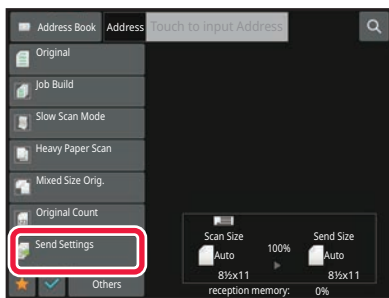 Address Book Address Touch to input Address
Original
Job Build
Slow Scan Mode
Heavy Paper Scan
Mixed Size Orig.
Original Count
Send Settings
Others
Scan Size
100%
Send Size
Auto
Auto
8½x11
8½x11
reception memory: 0%